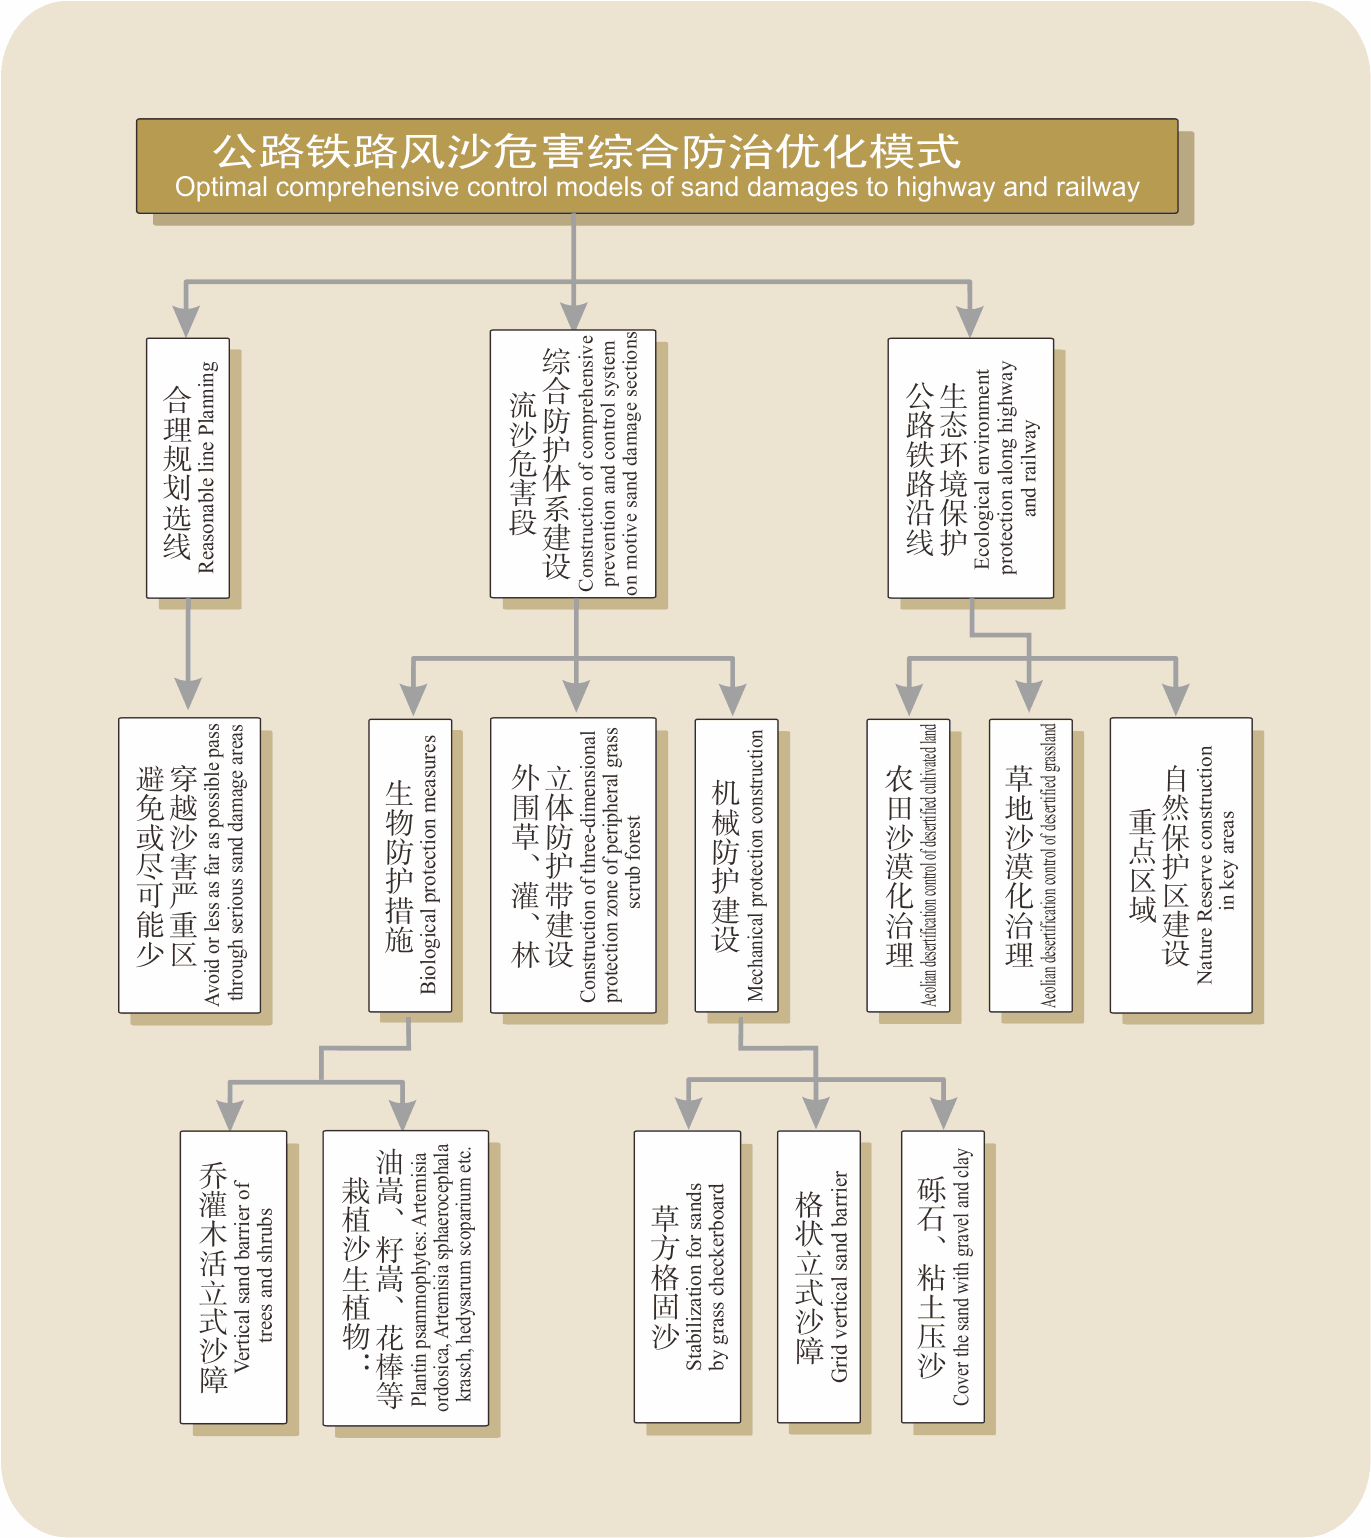 公路铁路风沙危害综合防治优化模式
Optimal comprehensive control models of sand damages to highway and railway
合理规划选线
Reasonable line Planning
流沙危害段
综合防护体系建设
Construction of comprehensive
prevention and control system
on motive sand damage sections
公路铁路沿线
生态环境保护
Ecological environment
protection along highway
and railway
避免或尽可能少
穿越沙害严重区
Avoid or less as far as possible pass
through serious sand damage areas
生物防护措施
Biological protection measures
外围草、灌、林
立体防护带建设
Construction of three-dimensional
protection zone of peripheral grass
scrub forest
机械防护建设
Mechanical protection construction
农田沙漠化治理
Aeolian desertification control of desertified cultivated land
草地沙漠化治理
Aeolian desertification control of desertified grassland
重点区域
自然保护区建设
Nature Reserve construction
in key areas
乔灌木活立式沙障
Vertical sand barrier of
trees and shrubs
栽植沙生植物：
油嵩、籽嵩、花棒等
Plantin psammophytes: Artemisia
ordosica, Artemisia sphaerocephala
krasch, hedysarum scoparium etc.
草方格固沙
Stabilization for sands
by grass checkerboard
格状立式沙障
Grid vertical sand barrier
砾石、粘土压沙
Cover the sand with gravel and clay